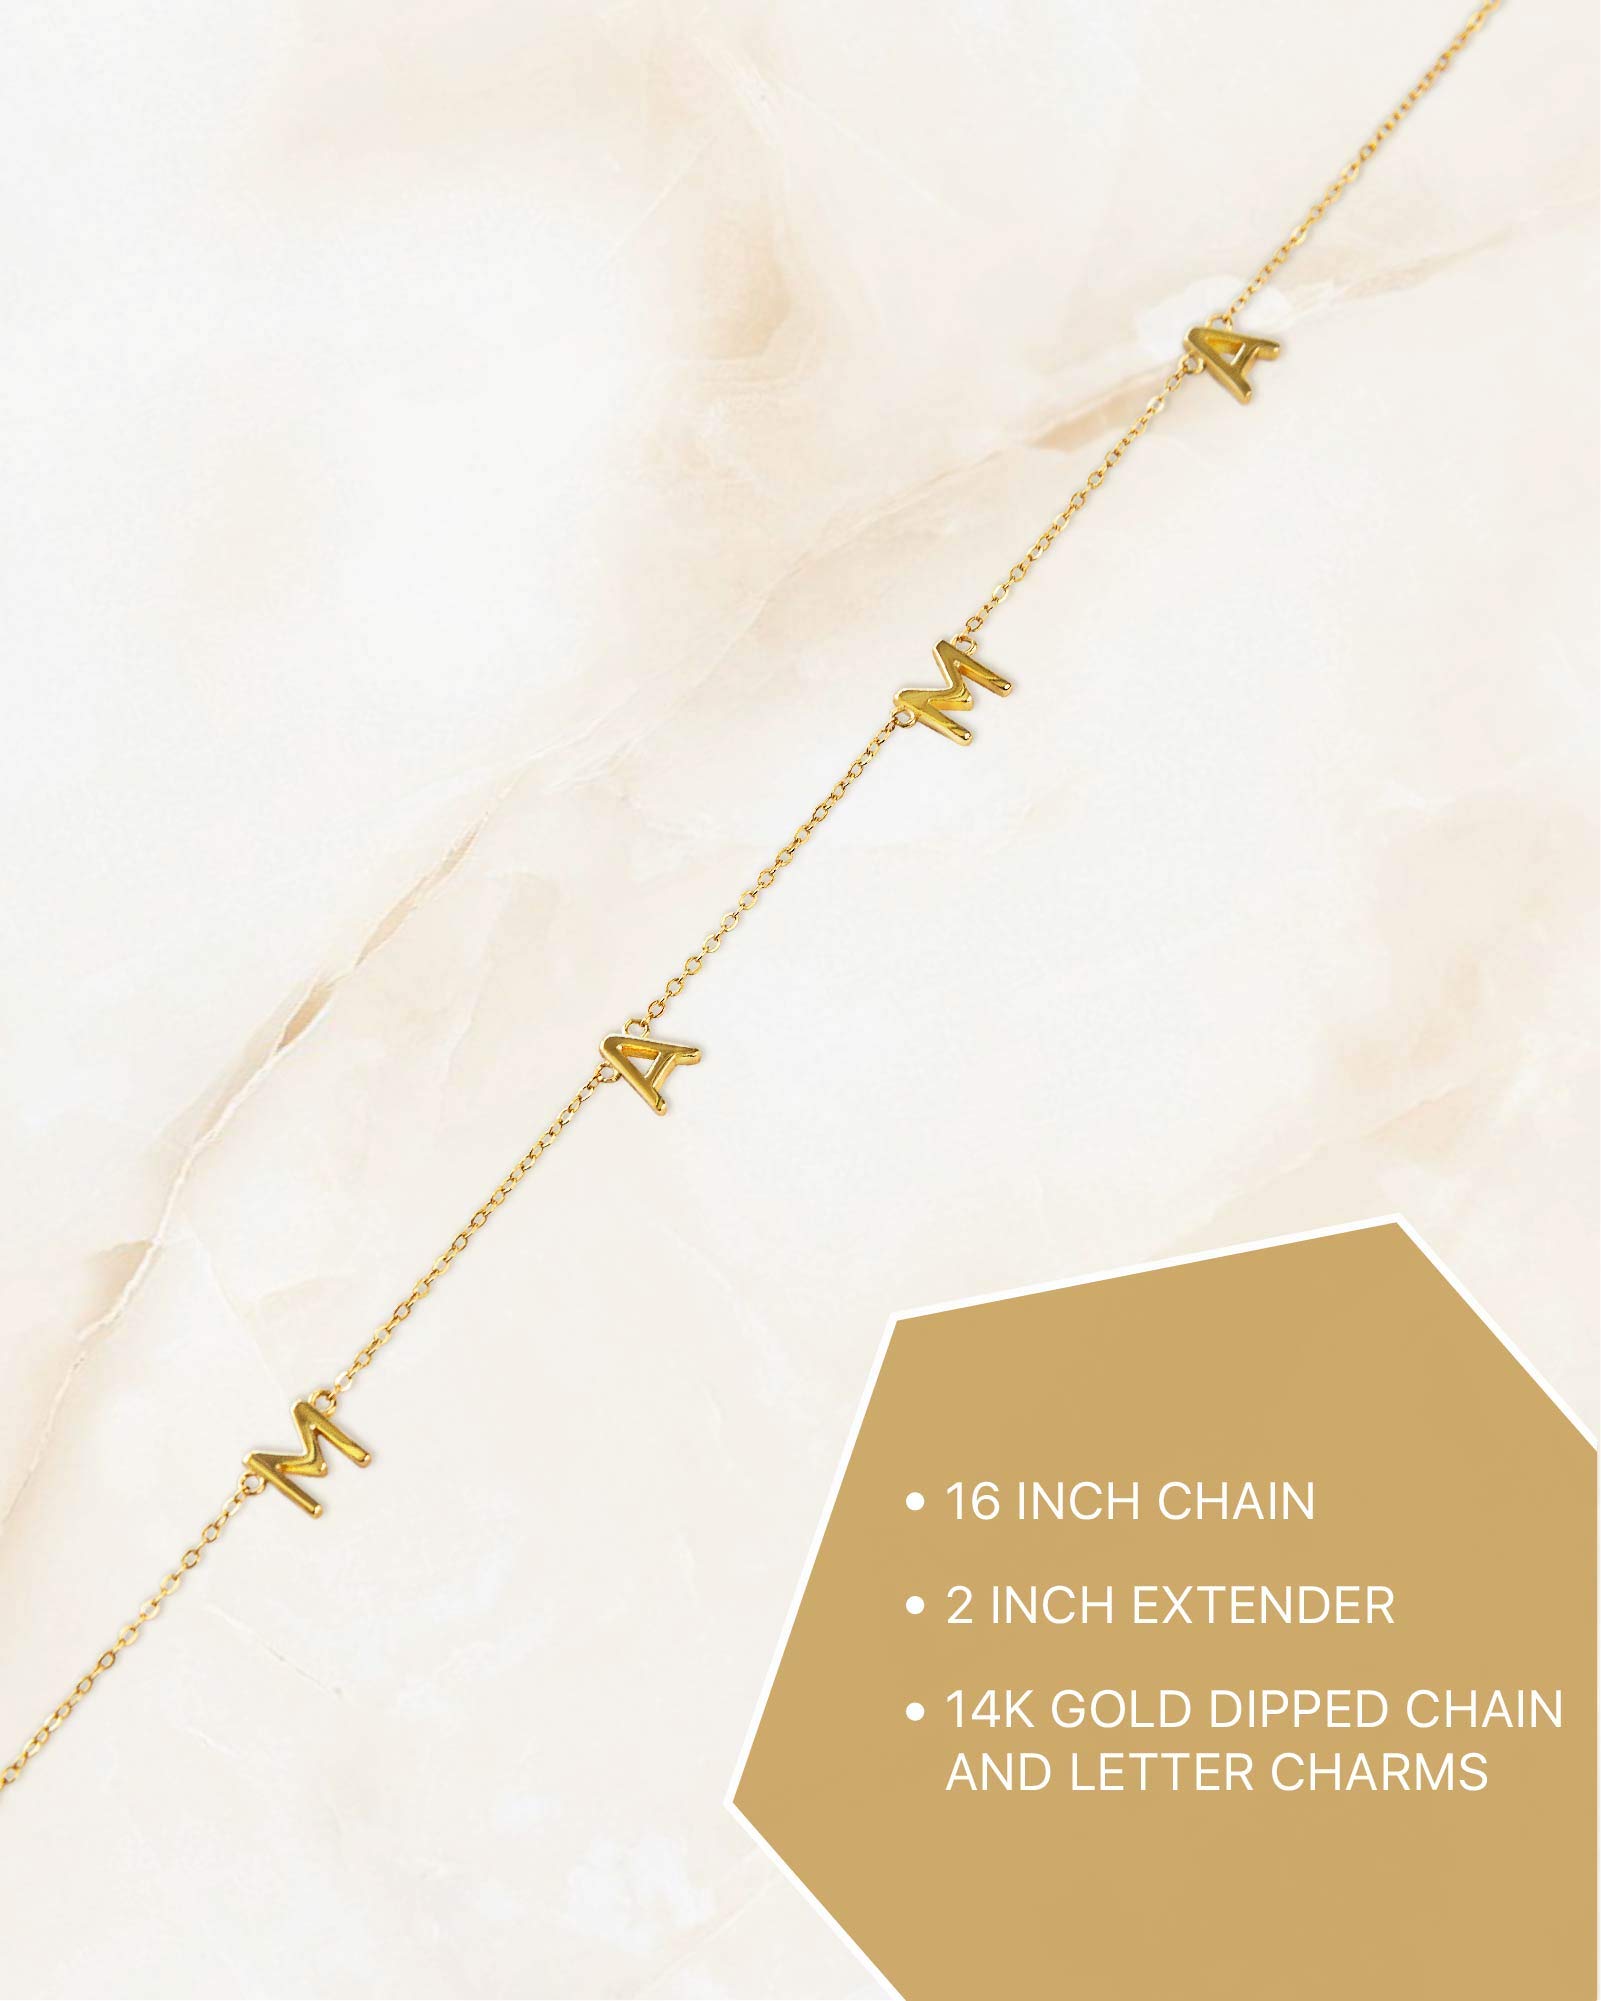 M A M A
• 16 INCH CHAIN
• 2 INCH EXTENDER
• 14K GOLD DIPPED CHAIN
AND LETTER CHARMS